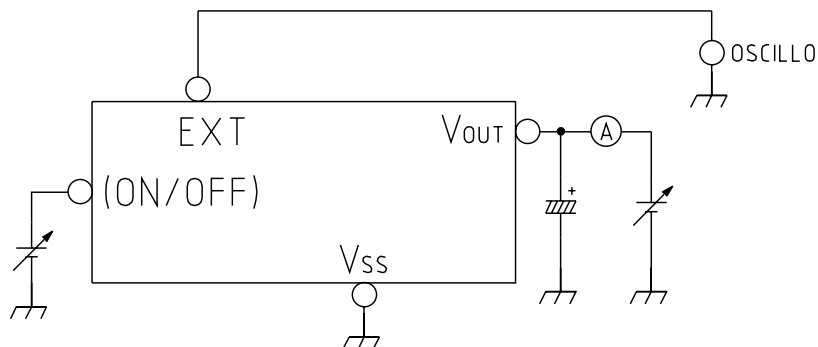 OSCILLO
EXT
VOUT
A
(ON/OFF)
+
VSS